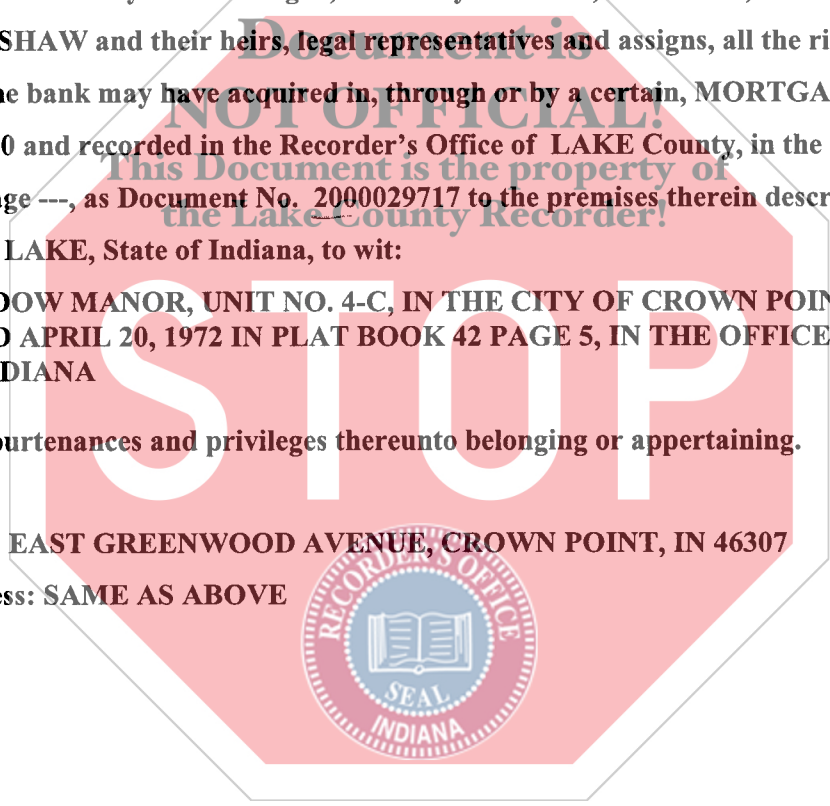 Document is
SHAW and their heirs, legal representatives and assigns, all the ri
e bank may have acquired in, through or by a certain, MORTGA
NOT OFFICIAL!
0 and recorded in the Recorder's Office of LAKE County, in the
This Document is the property of
ge ---, as Document No. 2000029717 to the premises therein descr
the Lake County Recorder!
LAKE, State of Indiana, to wit:
DOW MANOR, UNIT NO. 4-C, IN THE CITY OF CROWN POIN
D APRIL 20, 1972 IN PLAT BOOK 42 PAGE 5, IN THE OFFICE
DIANA
STOP
purtenances and privileges thereunto belonging or appertaining.
EAST GREENWOOD AVENUE, CROWN POINT, IN 46307
ess: SAME AS ABOVE
RECORDER'S OFFICE
SEAL
INDIANA